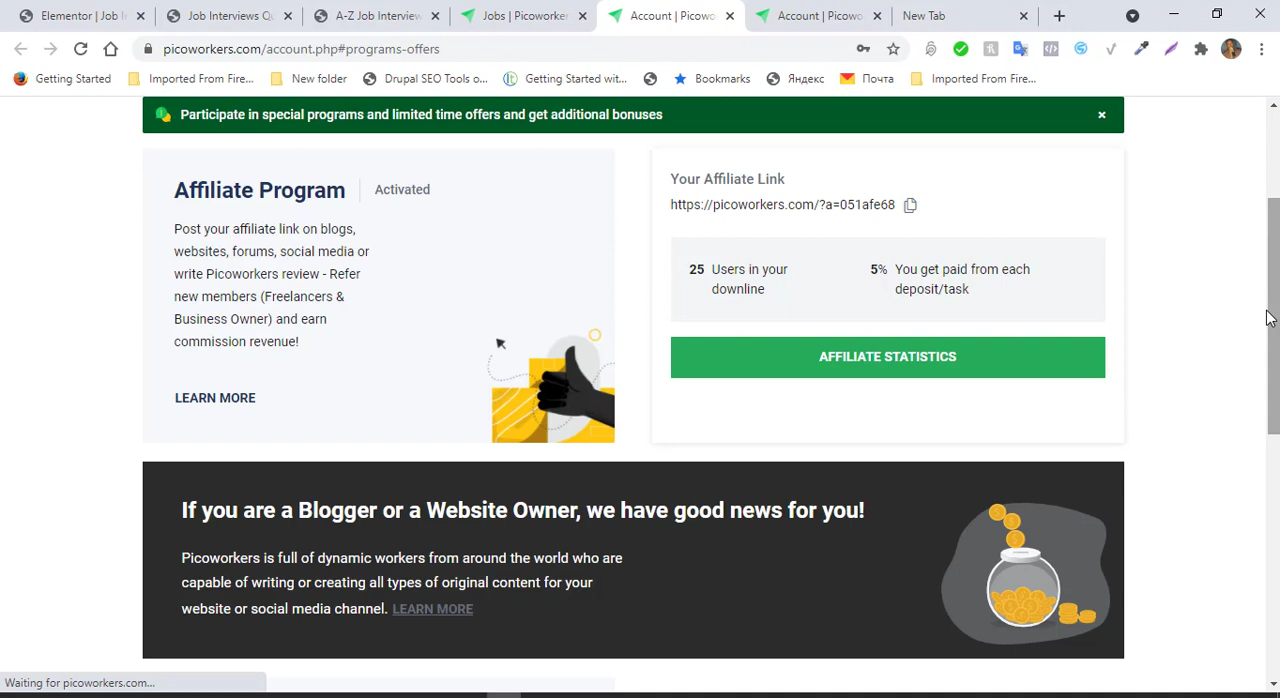 Elementor | Job I
Job Interviews Qu
A-Z Job Interview
Jobs | Picoworker
Account | Picowo
Account | Picowo
New Tab
picoworkers.com/account.php#programs-offers
Getting Started
Imported From Fire...
New folder
Drupal SEO Tools o...
Getting Started wit...
Bookmarks
Яндекс
Почта
Imported From Fire...
Participate in special programs and limited time offers and get additional bonuses
Affiliate Program
Activated
Post your affiliate link on blogs,
websites, forums, social media or
write Picoworkers review - Refer
new members (Freelancers &
Business Owner) and earn
commission revenue!
LEARN MORE
Your Affiliate Link
https://picoworkers.com/?a=051afe68
25 Users in your
downline
5% You get paid from each
deposit/task
AFFILIATE STATISTICS
If you are a Blogger or a Website Owner, we have good news for you!
Picoworkers is full of dynamic workers from around the world who are
capable of writing or creating all types of original content for your
website or social media channel. LEARN MORE
Waiting for picoworkers.com...